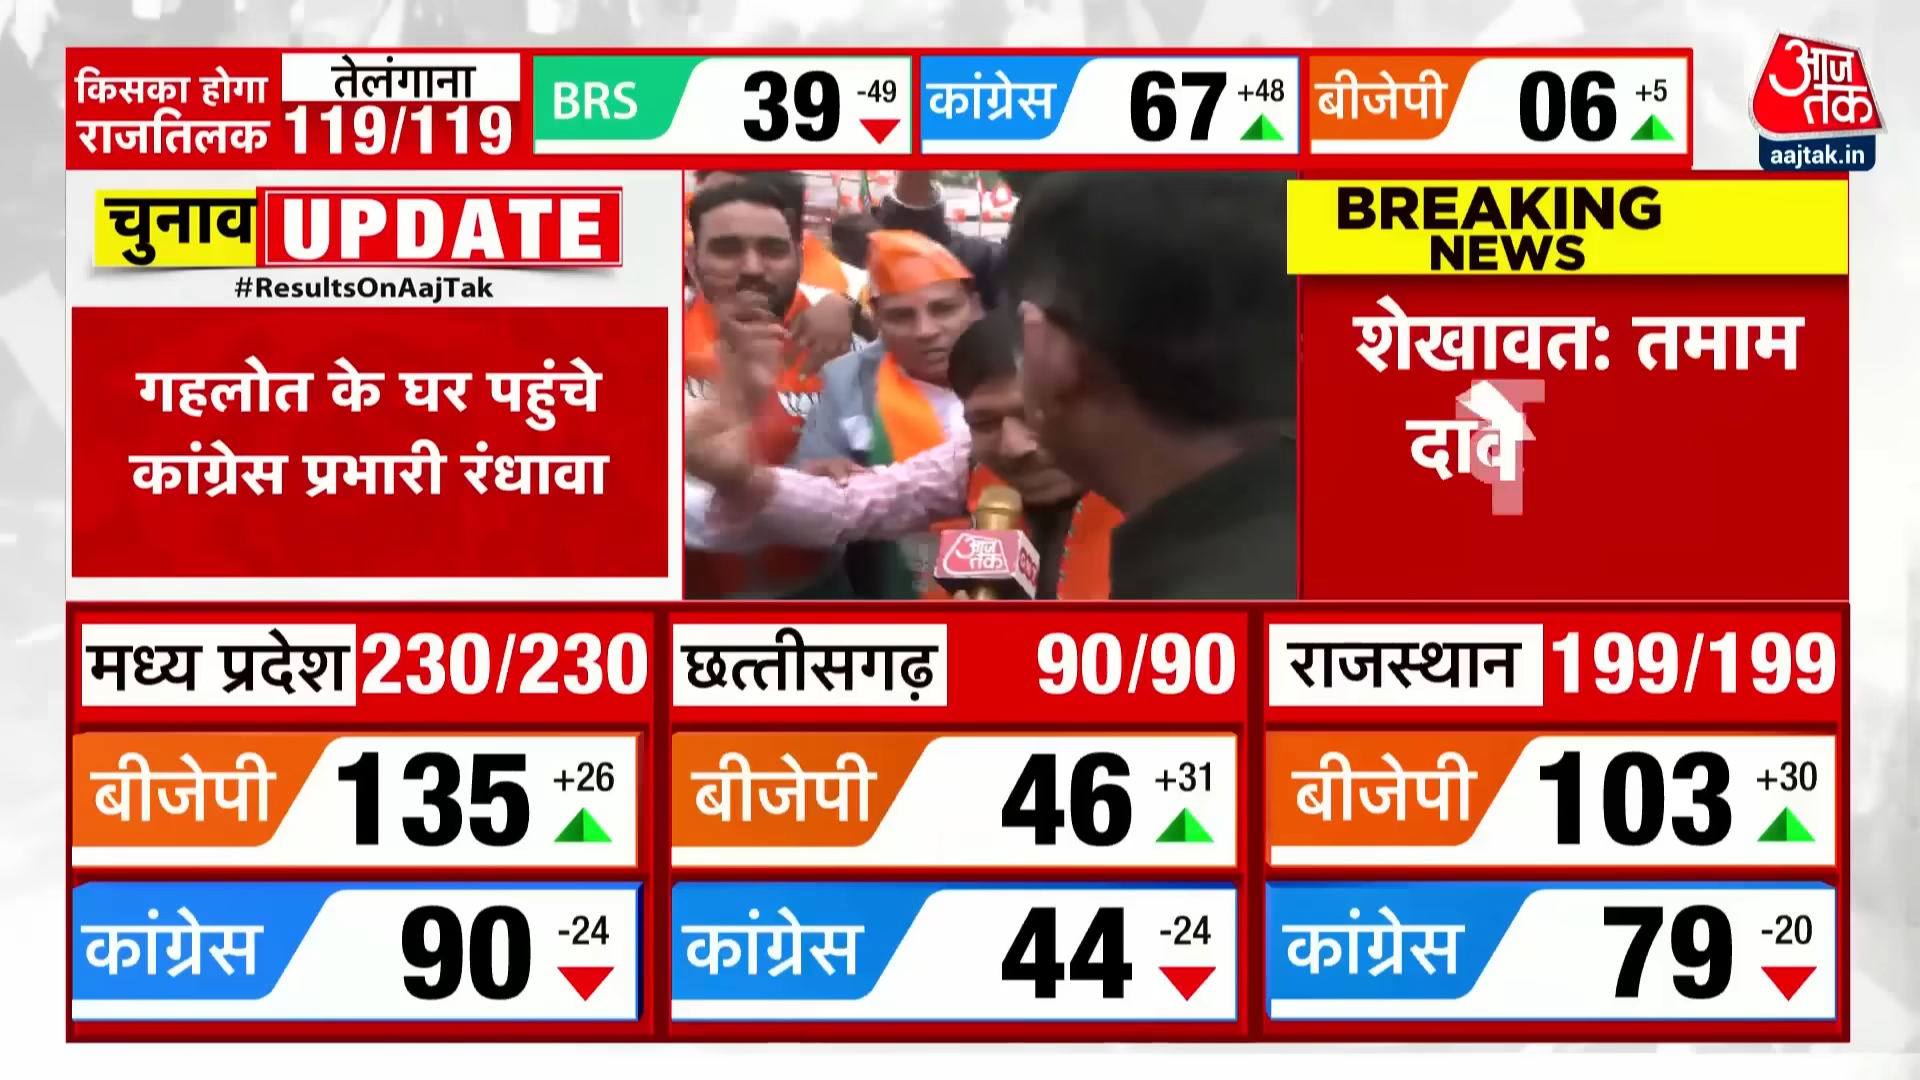 किसका होगा
राजतिलक
तेलंगाना
119/119
BRS 39 -49
कांग्रेस 67 +48
बीजेपी 06 +5
आज
तक
aajtak.in
चुनाव UPDATE
#ResultsOnAajTak
गहलोत के घर पहुंचे
कांग्रेस प्रभारी रंधावा
आज
तक
BREAKING
NEWS
शेखावत: तमाम
मध्य प्रदेश 230/230
बीजेपी 135 +26
कांग्रेस 90 -24
छत्तीसगढ़ 90/90
बीजेपी 46 +31
कांग्रेस 44 -24
राजस्थान 199/199
बीजेपी 103 +30
कांग्रेस 79 -20